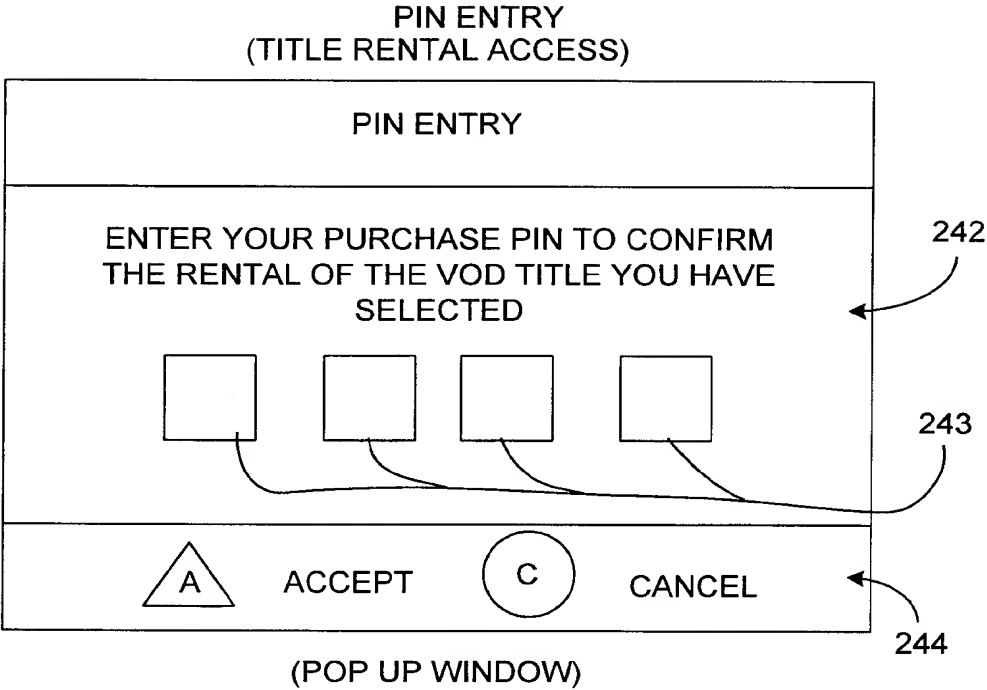 PIN ENTRY
(TITLE RENTAL ACCESS)
PIN ENTRY
ENTER YOUR PURCHASE PIN TO CONFIRM
THE RENTAL OF THE VOD TITLE YOU HAVE
SELECTED
242
243
A ACCEPT C CANCEL
244
(POP UP WINDOW)